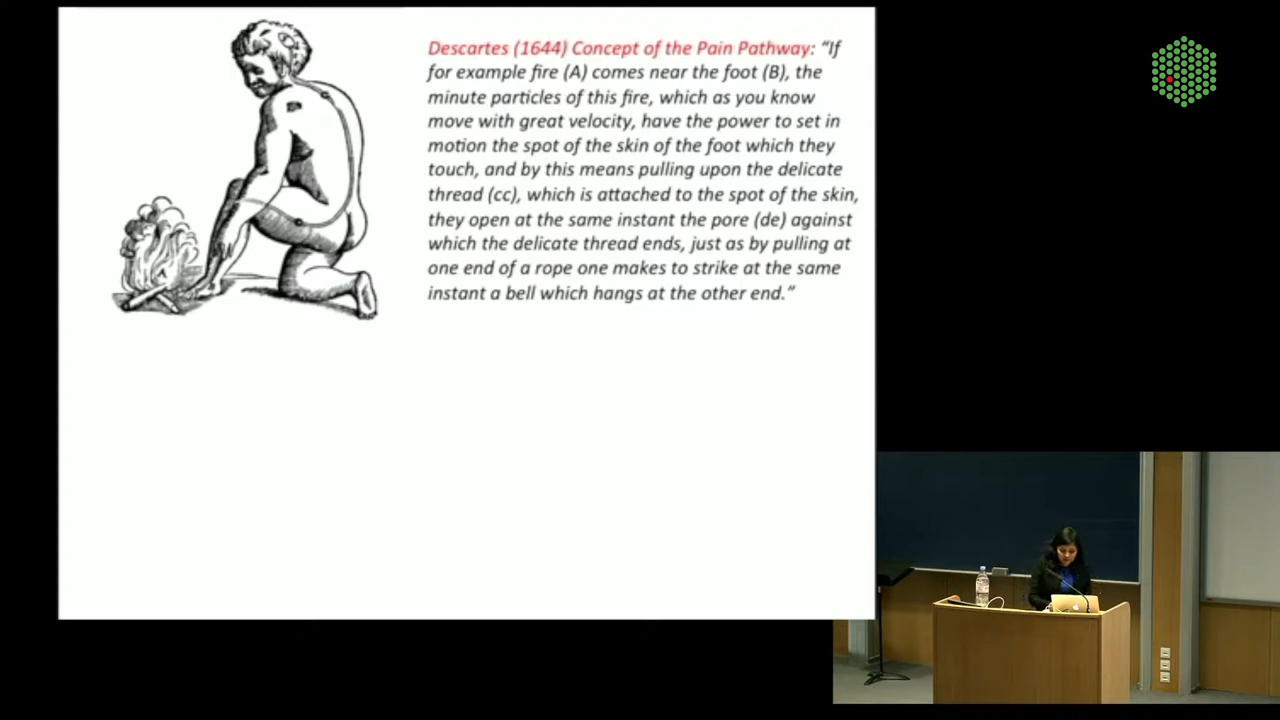 Descartes (1644) Concept of the Pain Pathway: “If
for example fire (A) comes near the foot (B), the
minute particles of this fire, which as you know
move with great velocity, have the power to set in
motion the spot of the skin of the foot which they
touch, and by this means pulling upon the delicate
thread (cc), which is attached to the spot of the skin,
they open at the same instant the pore (de) against
which the delicate thread ends, just as by pulling at
one end of a rope one makes to strike at the same
instant a bell which hangs at the other end.”